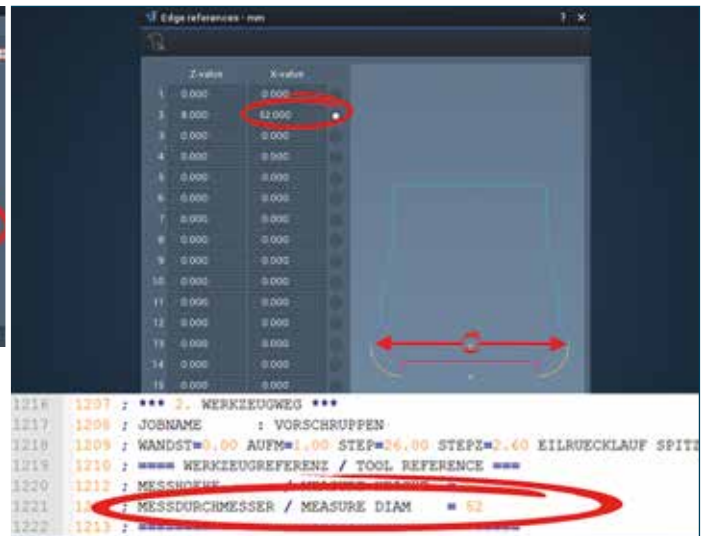 Edge references - mm ? ×
Z-value X-value
1 0.000 0.000
2 8.000 52.000
3 0.000 0.000
4 0.000 0.000
5 0.000 0.000
6 0.000 0.000
7 0.000 0.000
8 0.000 0.000
9 0.000 0.000
10 0.000 0.000
11 0.000 0.000
12 0.000 0.000
13 0.000 0.000
14 0.000 0.000
15 0.000 0.000
1216 1207 ; *** 2. WERKZEUGWEG ***
1217 1208 ; JOBNAME : VORSCHRUPPEN
1218 1209 ; WANDST=0.00 AUFM=1.00 STEP=26.00 STEPZ=2.60 EILRUECKLAUF SPITZ
1219 1210 ; ==== WERKZEUGREFERENZ / TOOL REFERENCE ===
1220 1212 ; MESSHOEHE / MEASURE HEIGHT =
1221 ; MESSDURCHMESSER / MEASURE DIAM = 52
1222 1213 ; ====================================